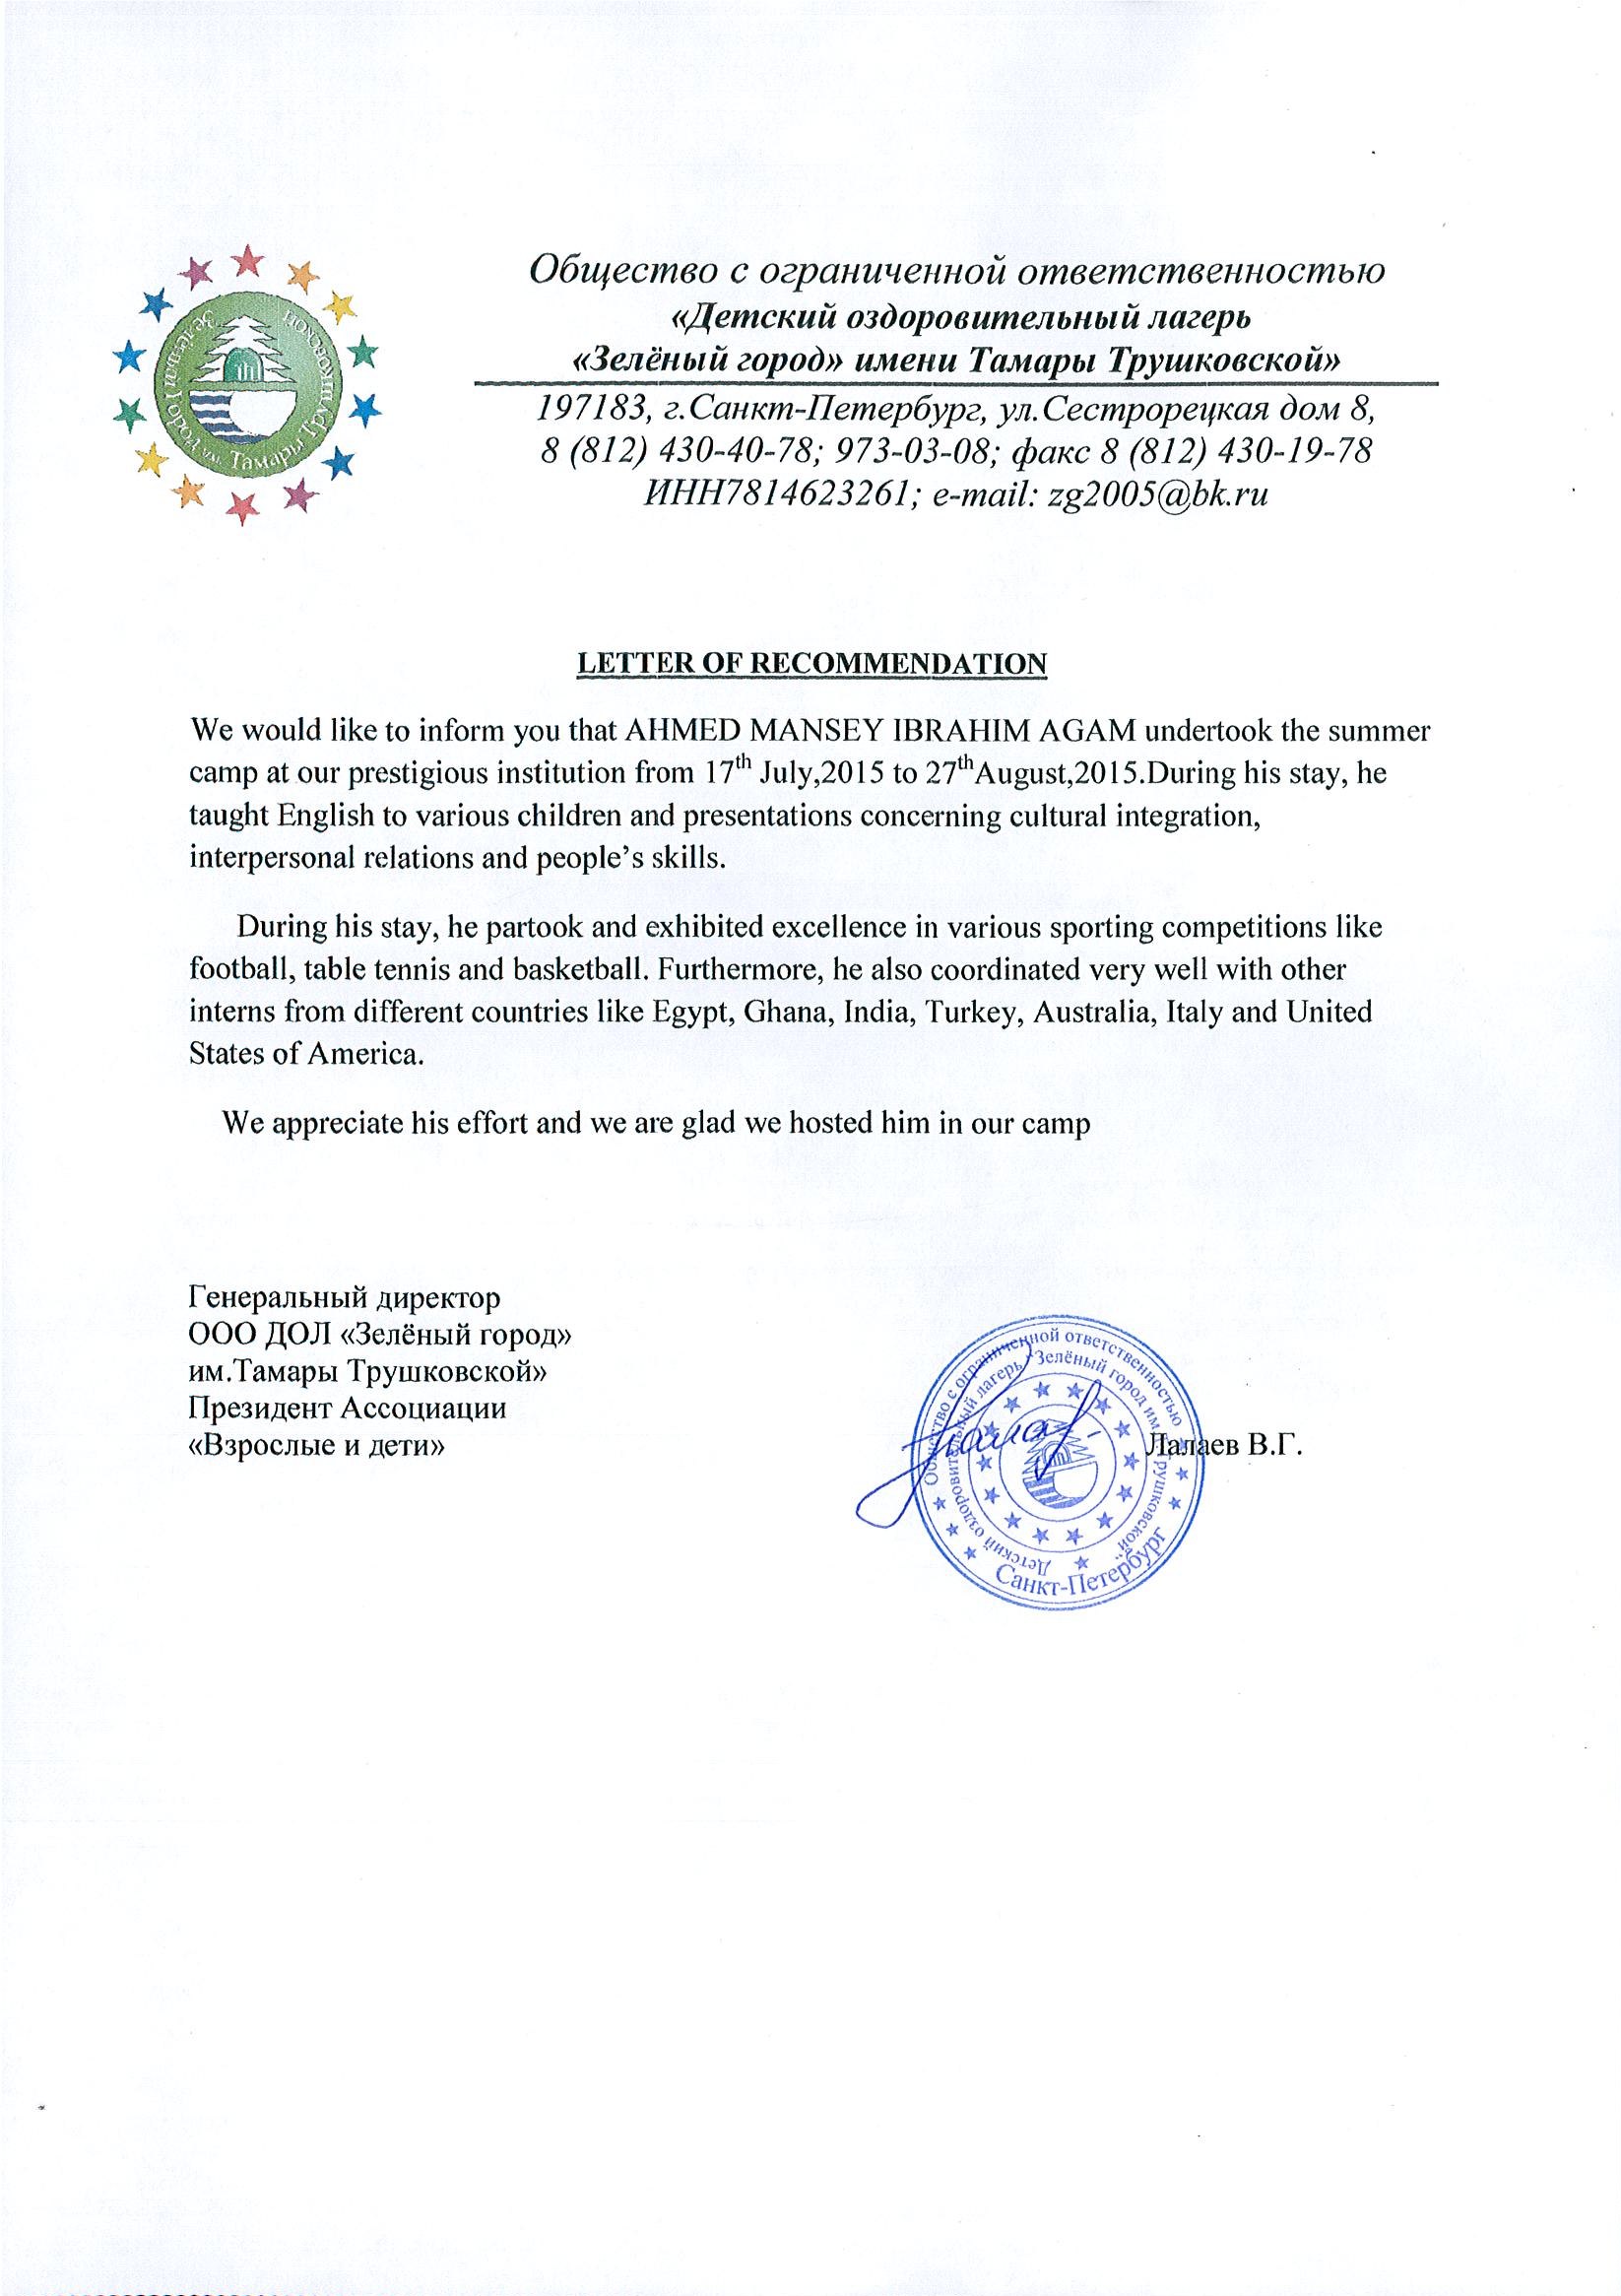 Общество с ограниченной ответственностью
«Детский оздоровительный лагерь
«Зелёный город» имени Тамары Трушковской»
197183, г.Санкт-Петербург, ул.Сестрорецкая дом 8,
8 (812) 430-40-78; 973-03-08; факс 8 (812) 430-19-78
ИНН7814623261; e-mail: zg2005@bk.ru
Зелёный город им. Тамары Трушковской
LETTER OF RECOMMENDATION
We would like to inform you that AHMED MANSEY IBRAHIM AGAM undertook the summer
camp at our prestigious institution from 17th July,2015 to 27thAugust,2015.During his stay, he
taught English to various children and presentations concerning cultural integration,
interpersonal relations and people’s skills.
During his stay, he partook and exhibited excellence in various sporting competitions like
football, table tennis and basketball. Furthermore, he also coordinated very well with other
interns from different countries like Egypt, Ghana, India, Turkey, Australia, Italy and United
States of America.
We appreciate his effort and we are glad we hosted him in our camp
Генеральный директор
ООО ДОЛ «Зелёный город»
им.Тамары Трушковской»
Президент Ассоциации
«Взрослые и дети»
Лалаев В.Г.
Общество с ограниченной ответственностью
Детский оздоровительный лагерь "Зелёный город им. Т. Трушковской"
Санкт-Петербург